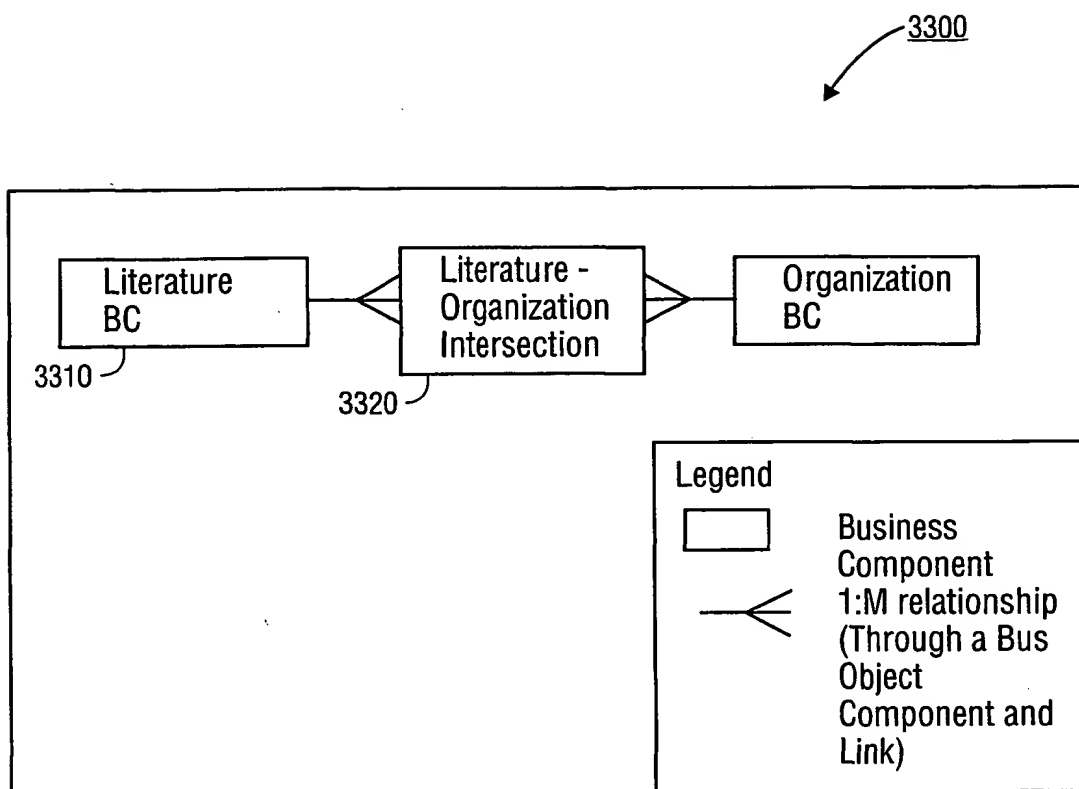 3300
Literature
BC
3310
Literature -
Organization
Intersection
3320
Organization
BC
Legend
Business
Component
1:M relationship
(Through a Bus
Object
Component and
Link)